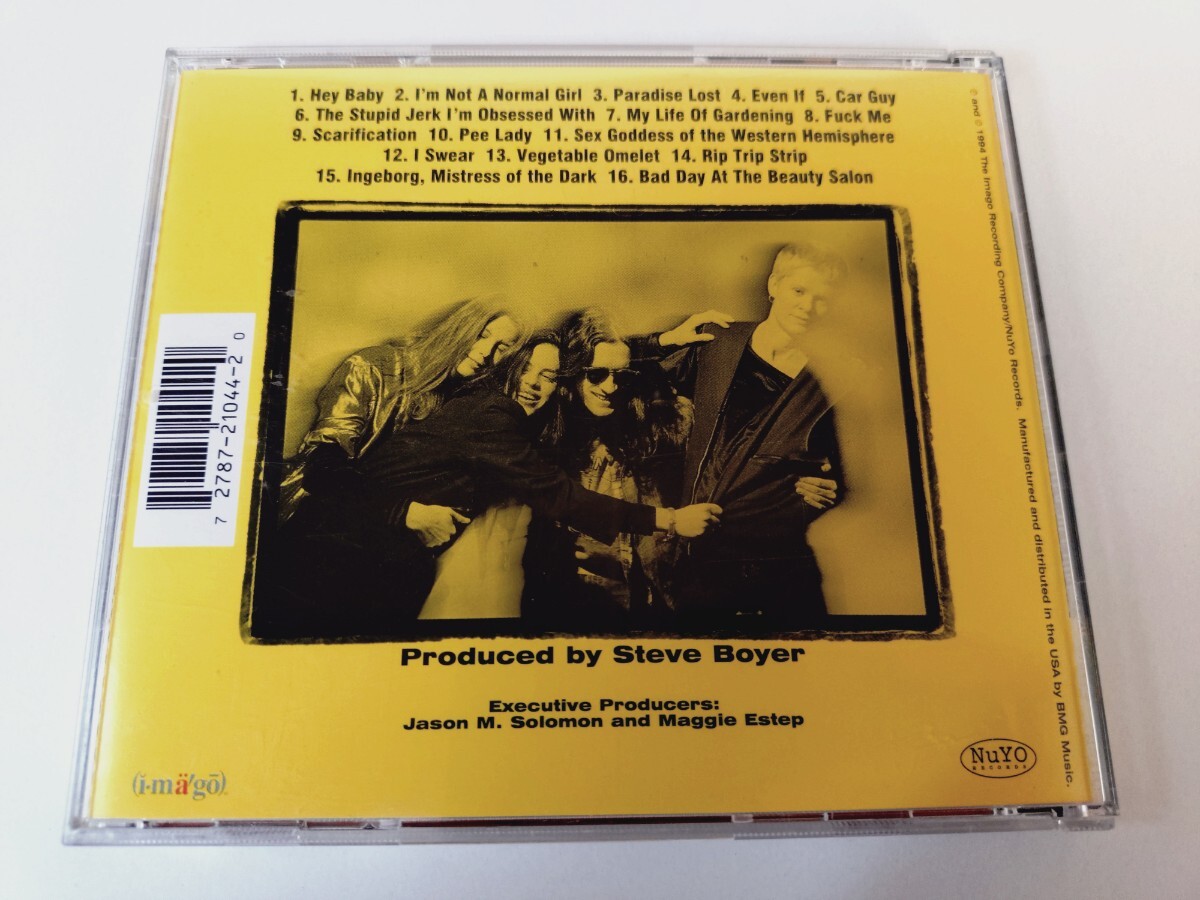 1. Hey Baby 2. I'm Not A Normal Girl 3. Paradise Lost 4. Even If 5. Car Guy
6. The Stupid Jerk I'm Obsessed With 7. My Life Of Gardening 8. Fuck Me
9. Scarification 10. Pee Lady 11. Sex Goddess of the Western Hemisphere
12. I Swear 13. Vegetable Omelet 14. Rip Trip Strip
15. Ingeborg, Mistress of the Dark 16. Bad Day At The Beauty Salon
℗ and © 1994 The Imago Recording Company/NuYo Records. Manufactured and distributed in the USA by BMG Music.
7 2787-21044-2 0
Produced by Steve Boyer
Executive Producers:
Jason M. Solomon and Maggie Estep
(ĭ·mä′gō)
NuYO
RECORDS